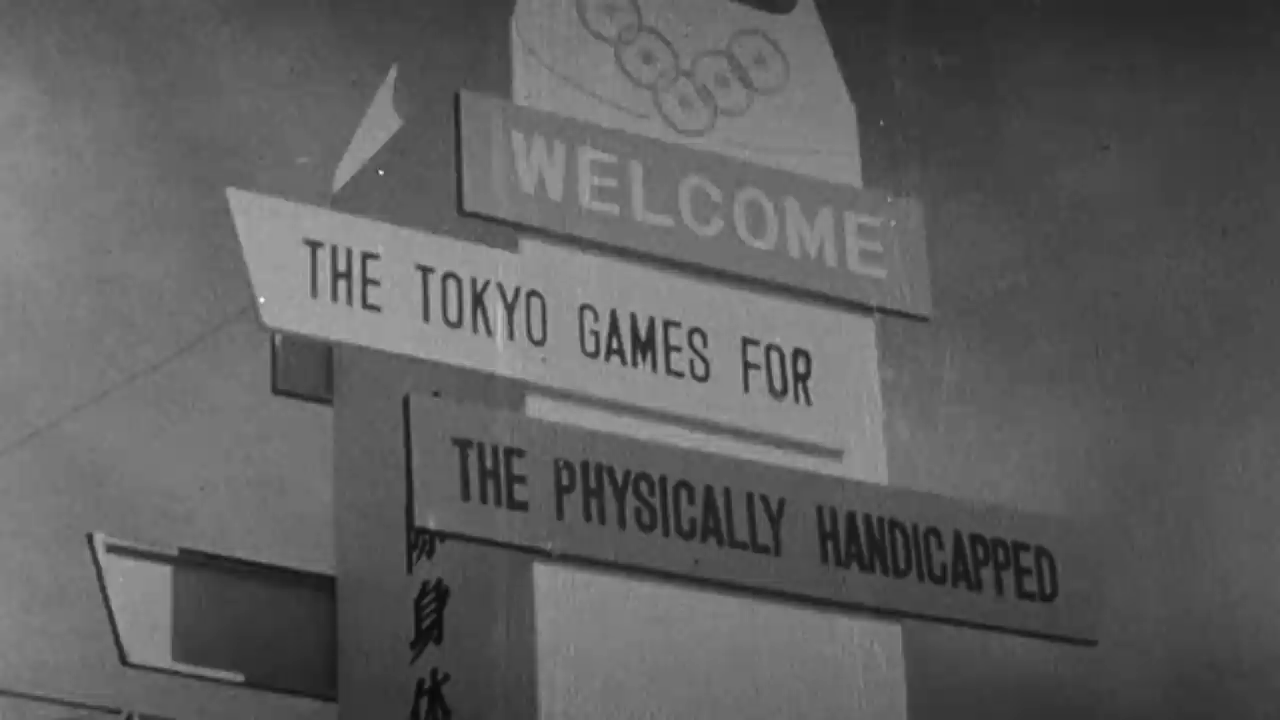 WELCOME
THE TOKYO GAMES FOR
THE PHYSICALLY HANDICAPPED
身体